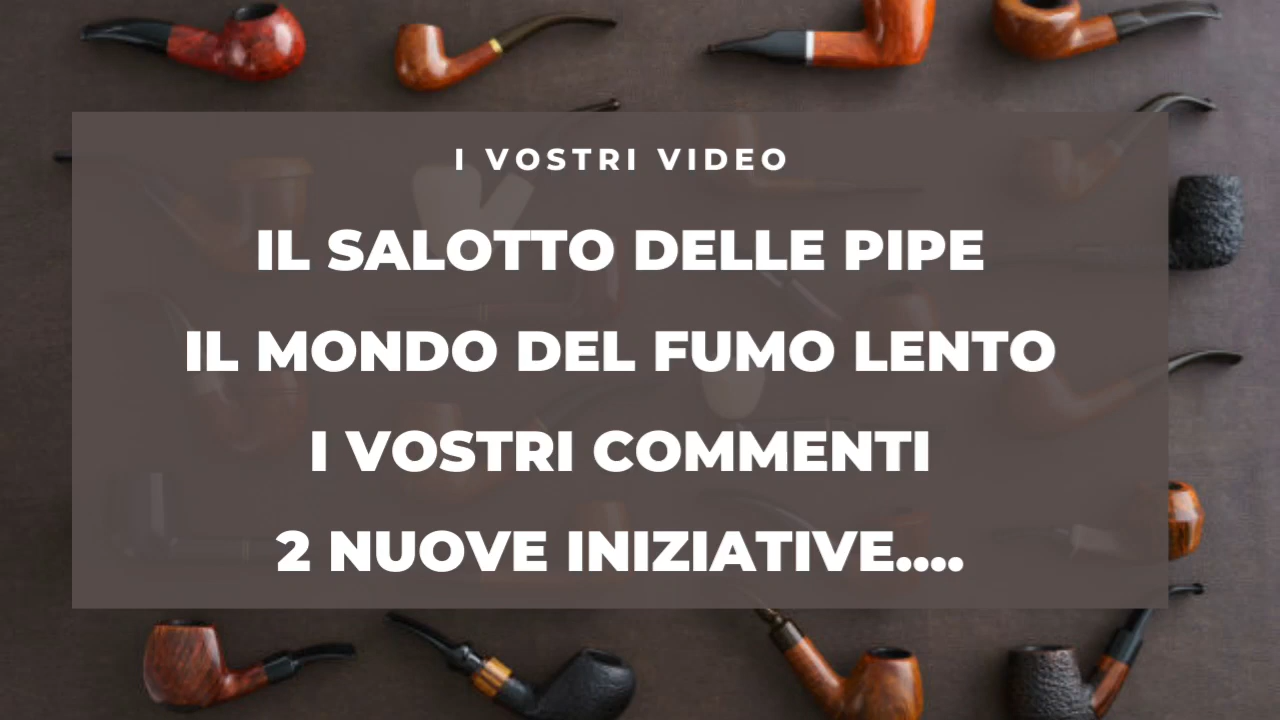 I VOSTRI VIDEO
IL SALOTTO DELLE PIPE
IL MONDO DEL FUMO LENTO
I VOSTRI COMMENTI
2 NUOVE INIZIATIVE....